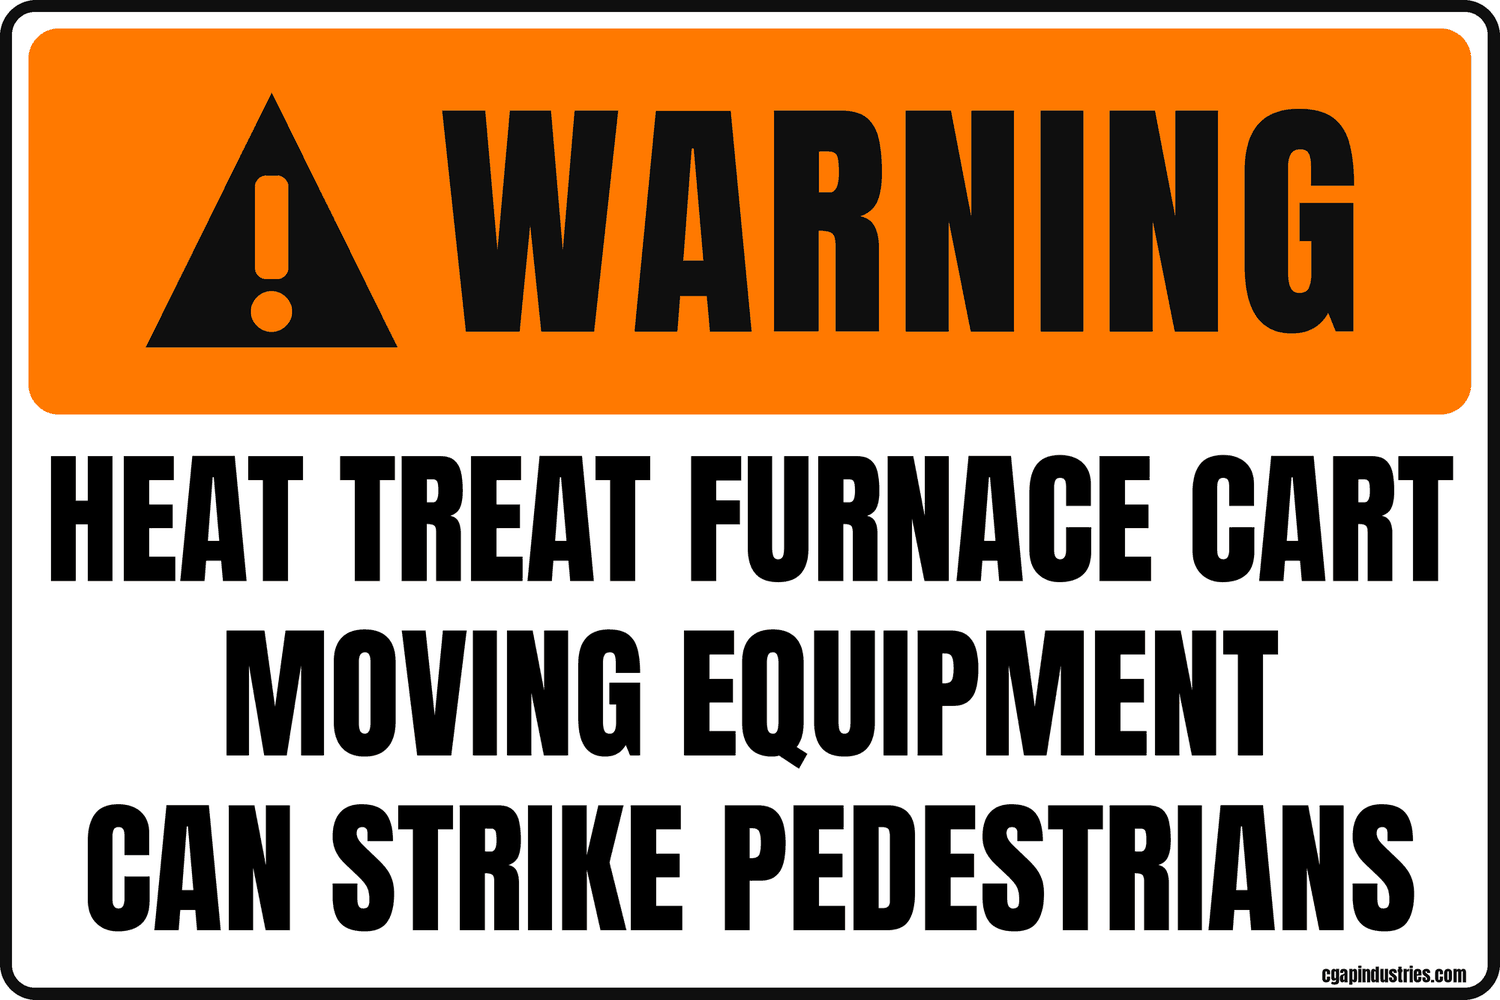 WARNING
HEAT TREAT FURNACE CART
MOVING EQUIPMENT
CAN STRIKE PEDESTRIANS
cgapindustries.com